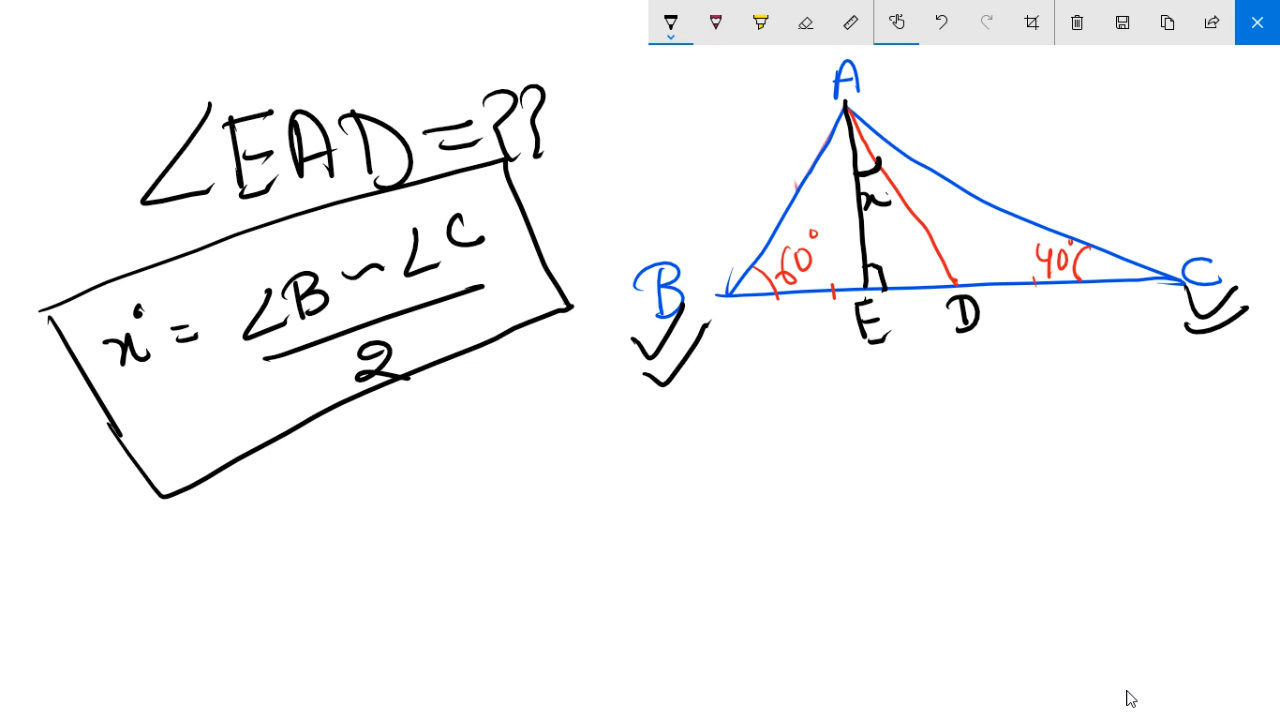 ∠EAD = ??
x° = ∠B ~ ∠C
2
A
x
60°
40°
B
C
E
D